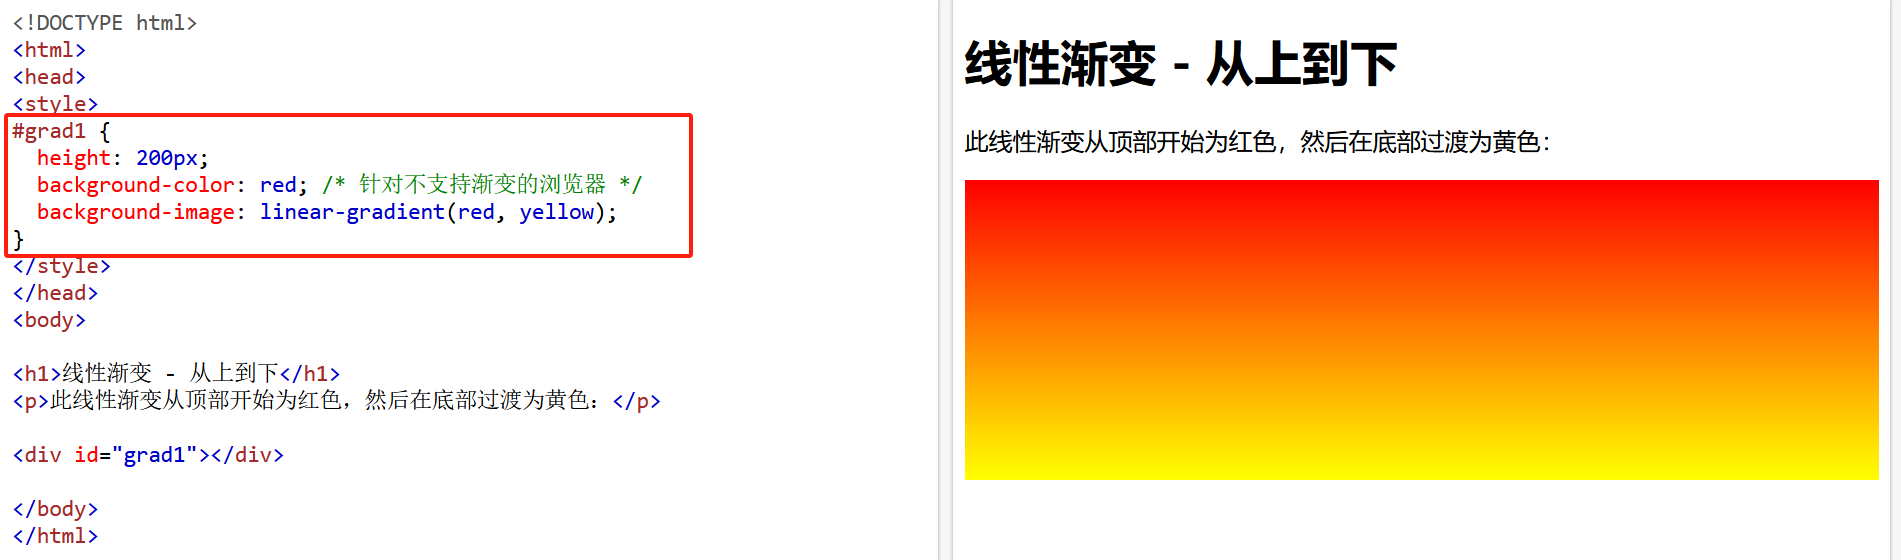 <!DOCTYPE html>
<html>
<head>
<style>
#grad1 {
  height: 200px;
  background-color: red; /* 针对不支持渐变的浏览器 */
  background-image: linear-gradient(red, yellow);
}
</style>
</head>
<body>
<h1>线性渐变 - 从上到下</h1>
<p>此线性渐变从顶部开始为红色，然后在底部过渡为黄色：</p>
<div id="grad1"></div>
</body>
</html>
线性渐变 - 从上到下
此线性渐变从顶部开始为红色，然后在底部过渡为黄色：